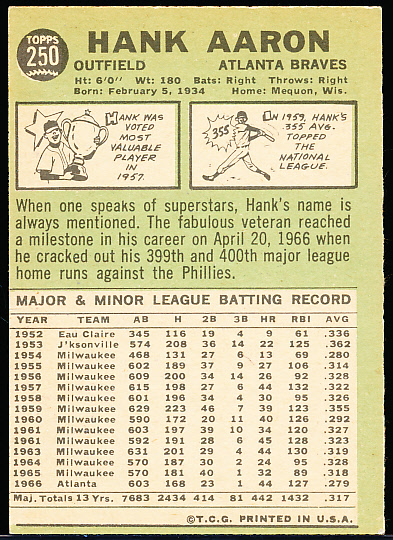 TOPPS
250
HANK AARON
OUTFIELD ATLANTA BRAVES
Ht: 6'0" Wt: 180 Bats: Right Throws: Right
Born: February 5, 1934 Home: Mequon, Wis.
HANK WAS
VOTED
MOST
VALUABLE
PLAYER
IN
1957.
355
IN 1959, HANK'S
.355 AVG.
TOPPED
THE
NATIONAL
LEAGUE.
When one speaks of superstars, Hank's name is
always mentioned. The fabulous veteran reached
a milestone in his career on April 20, 1966 when
he cracked out his 399th and 400th major league
home runs against the Phillies.
MAJOR & MINOR LEAGUE BATTING RECORD
YEAR TEAM AB H 2B 3B HR RBI AVG
1952 Eau Claire 345 116 19 4 9 61 .336
1953 J'ksonville 574 208 36 14 22 125 .362
1954 Milwaukee 468 131 27 6 13 69 .280
1955 Milwaukee 602 189 37 9 27 106 .314
1956 Milwaukee 609 200 34 14 26 92 .328
1957 Milwaukee 615 198 27 6 44 132 .322
1958 Milwaukee 601 196 34 4 30 95 .326
1959 Milwaukee 629 223 46 7 39 123 .355
1960 Milwaukee 590 172 20 11 40 126 .292
1961 Milwaukee 603 197 39 10 34 120 .327
1961 Milwaukee 592 191 28 6 45 128 .323
1963 Milwaukee 631 201 29 4 44 130 .319
1964 Milwaukee 570 187 30 2 24 95 .328
1965 Milwaukee 570 181 40 1 32 89 .318
1966 Atlanta 603 168 23 1 44 127 .279
Maj. Totals 13 Yrs. 7683 2434 414 81 442 1432 .317
©T.C.G. PRINTED IN U.S.A.